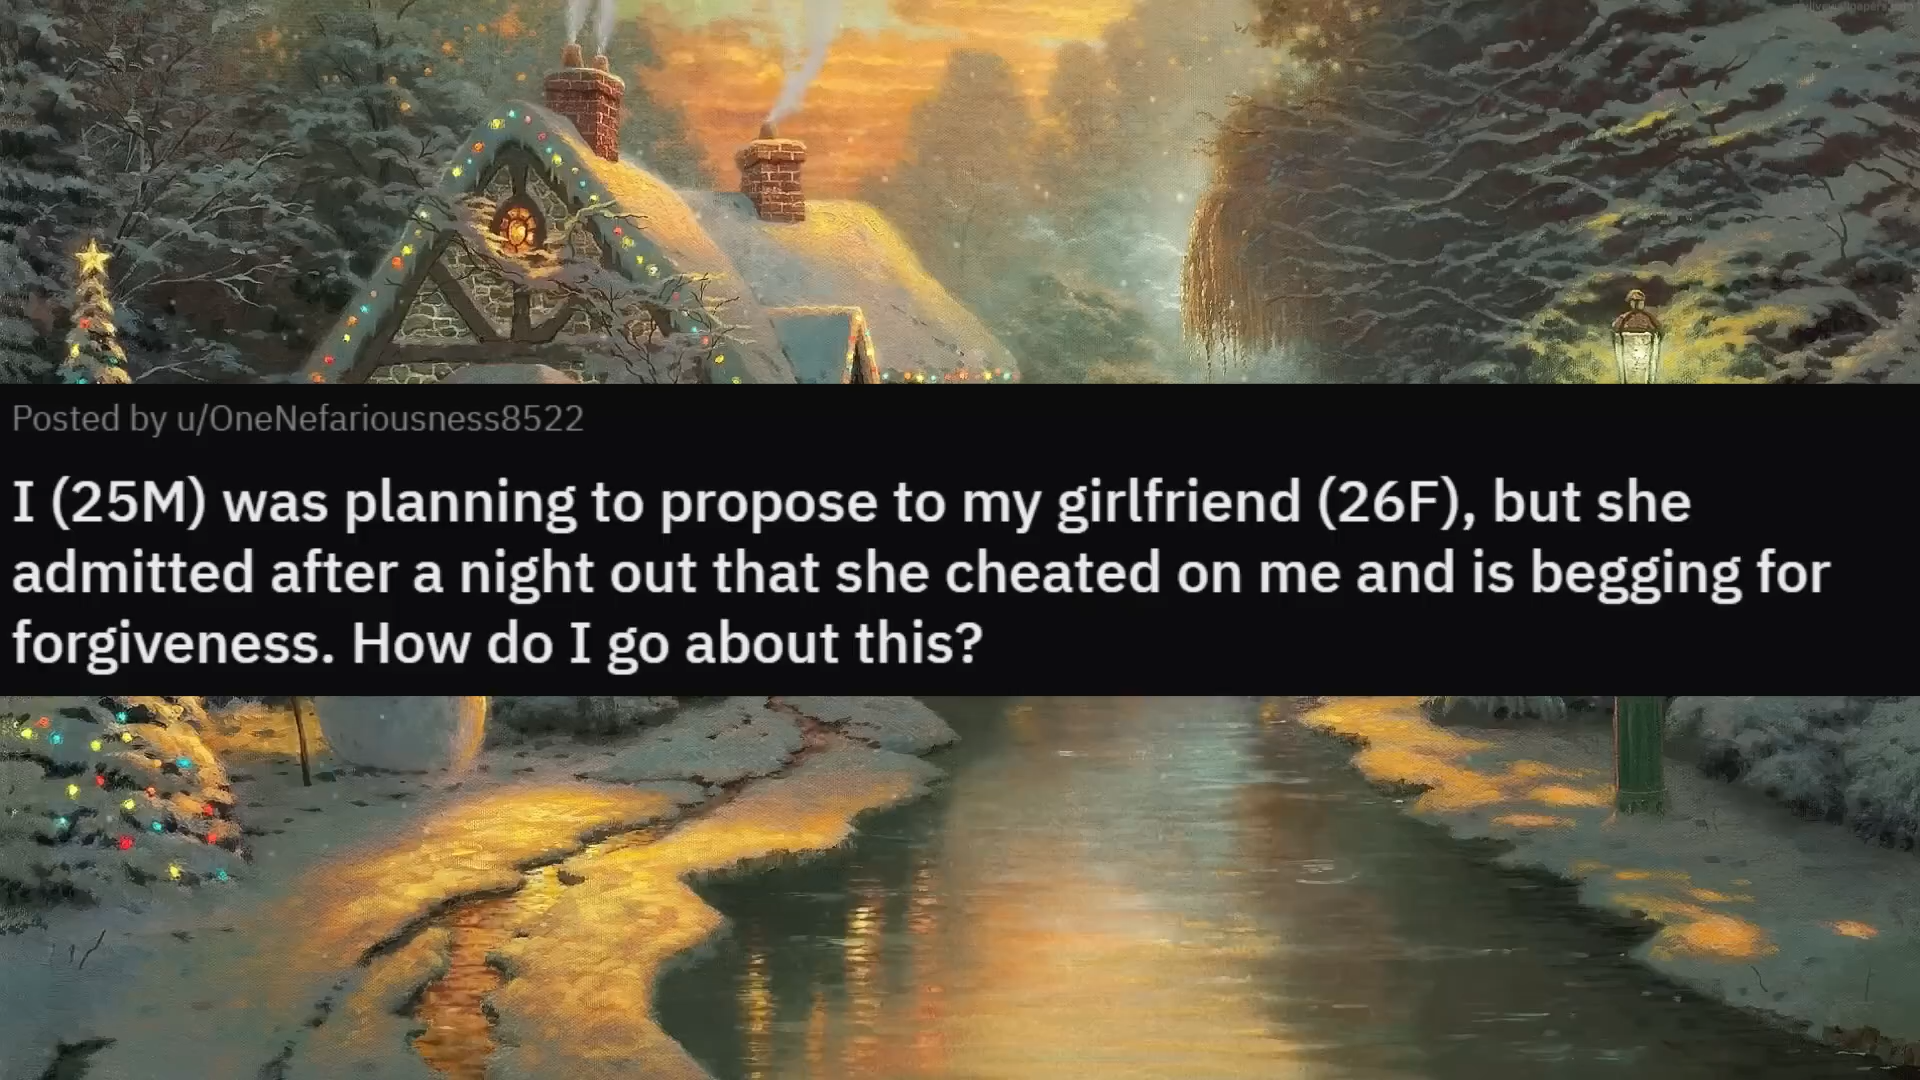 Posted by u/OneNefariousness8522
I (25M) was planning to propose to my girlfriend (26F), but she
admitted after a night out that she cheated on me and is begging for
forgiveness. How do I go about this?